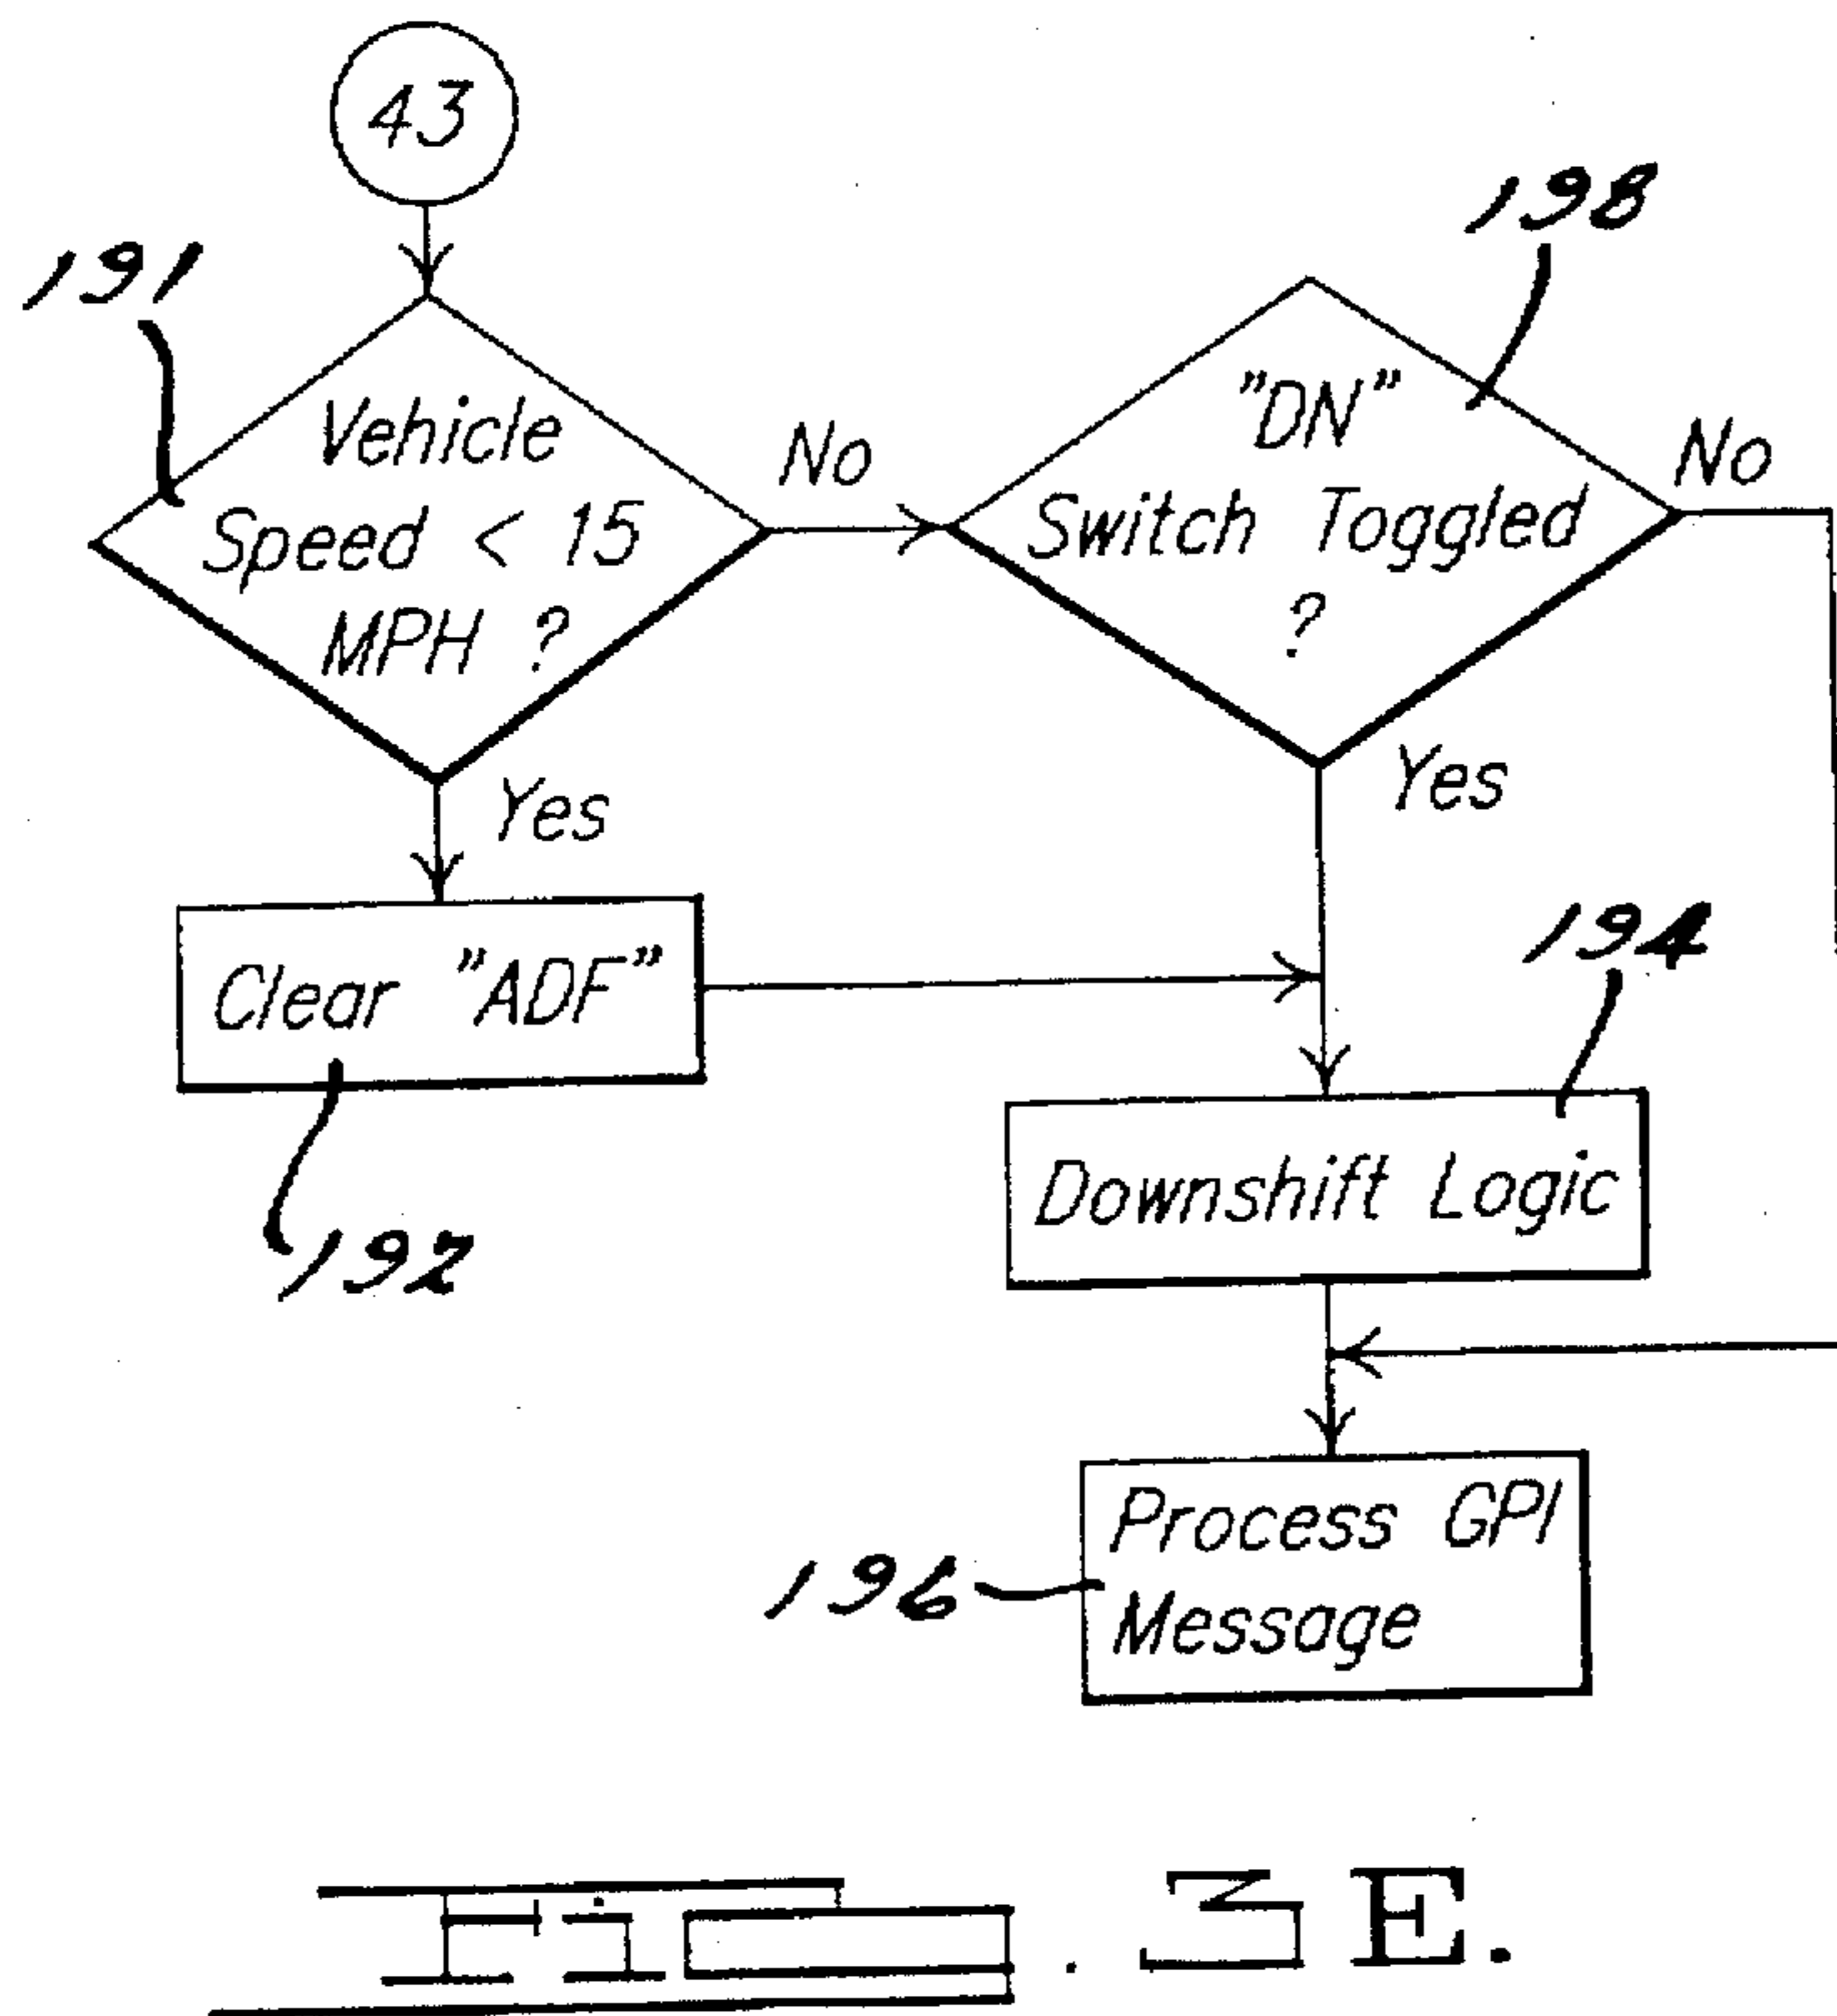 43
191
198
Vehicle
Speed < 15
MPH ?
No
"DN"
Switch Toggled
?
No
Yes
Yes
Clear "ADF"
192
194
Downshift Logic
Process GPI
Message
196
Fig. 3E.